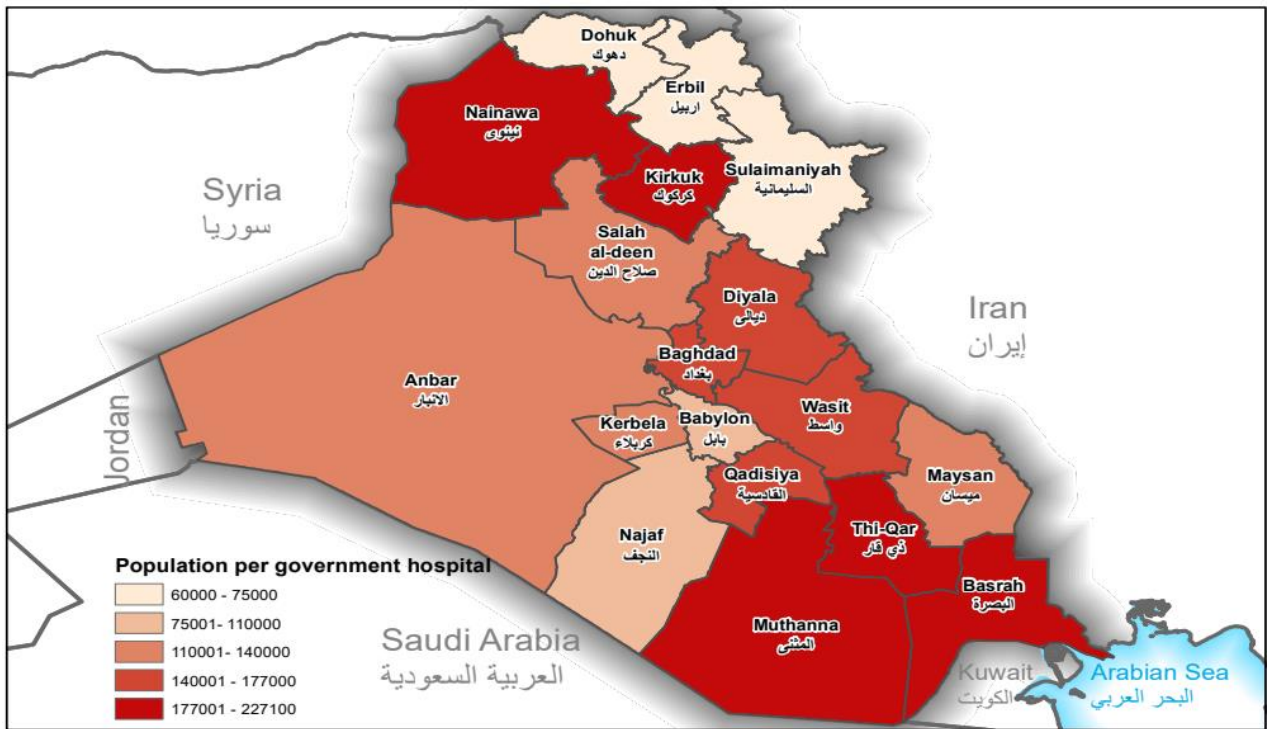 Dohuk
دهوك
Erbil
اربيل
Nainawa
نينوى
Sulaimaniyah
السليمانية
Kirkuk
كركوك
Syria
سوريا
Salah
al-deen
صلاح الدين
Diyala
ديالى
Iran
إيران
Baghdad
بغداد
Anbar
الانبار
Jordan
Wasit
واسط
Kerbela
كربلاء
Babylon
بابل
Qadisiya
القادسية
Maysan
ميسان
Najaf
النجف
Thi-Qar
ذي قار
Basrah
البصرة
Muthanna
المثنى
Saudi Arabia
العربية السعودية
Kuwait
الكويت
Arabian Sea
البحر العربي
Population per government hospital
60000 - 75000
75001- 110000
110001- 140000
140001 - 177000
177001 - 227100